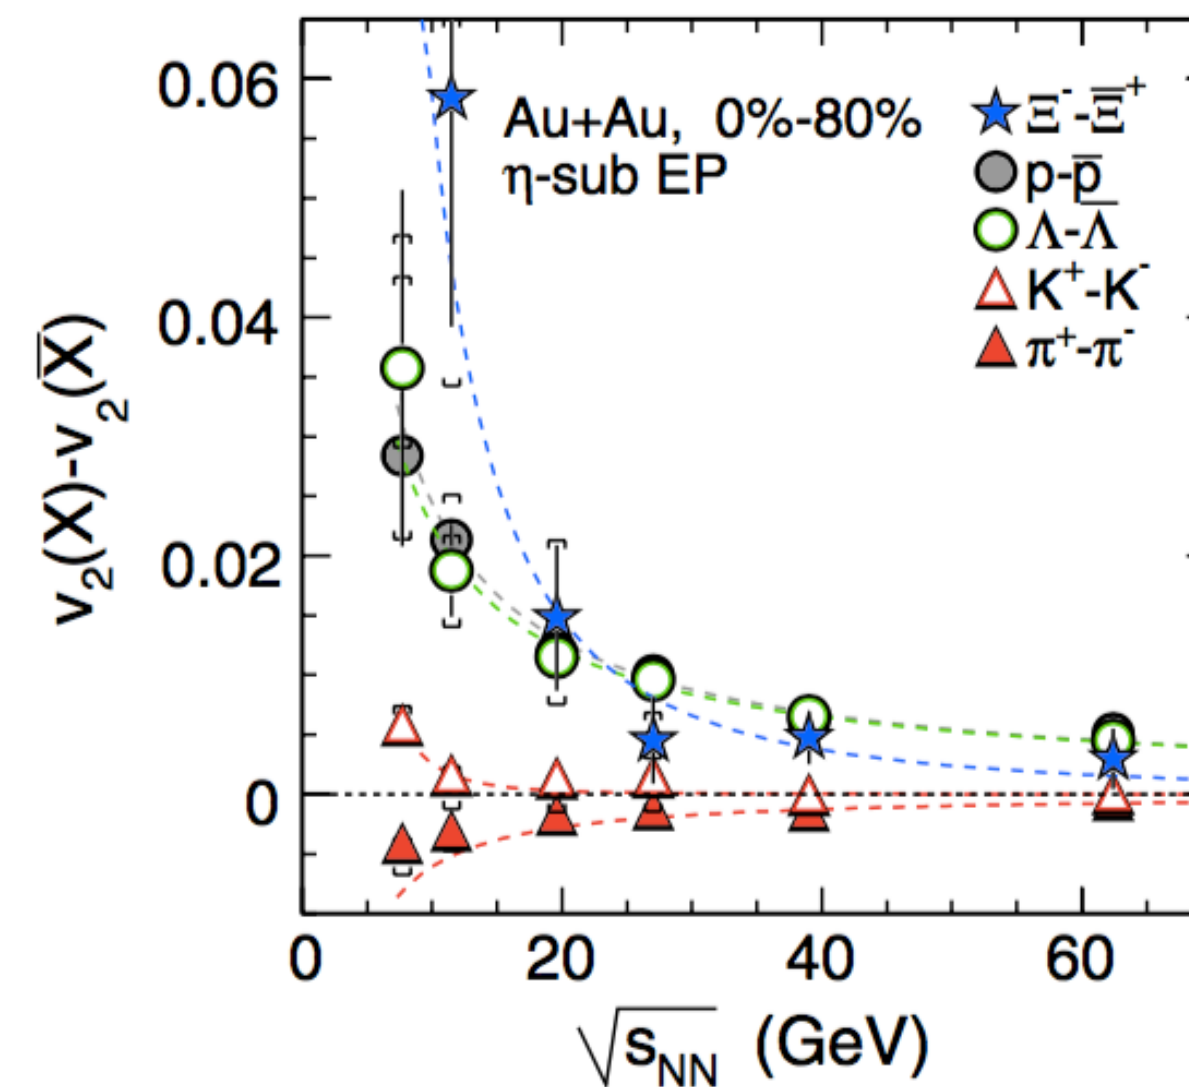 0.06
0.04
0.02
0
v₂(X)-v₂(X̅)
Au+Au, 0%-80%
η-sub EP
Ξ⁻-Ξ̅⁺
p-p̅
Λ-Λ̅
K⁺-K⁻
π⁺-π⁻
0 20 40 60
√s_NN (GeV)